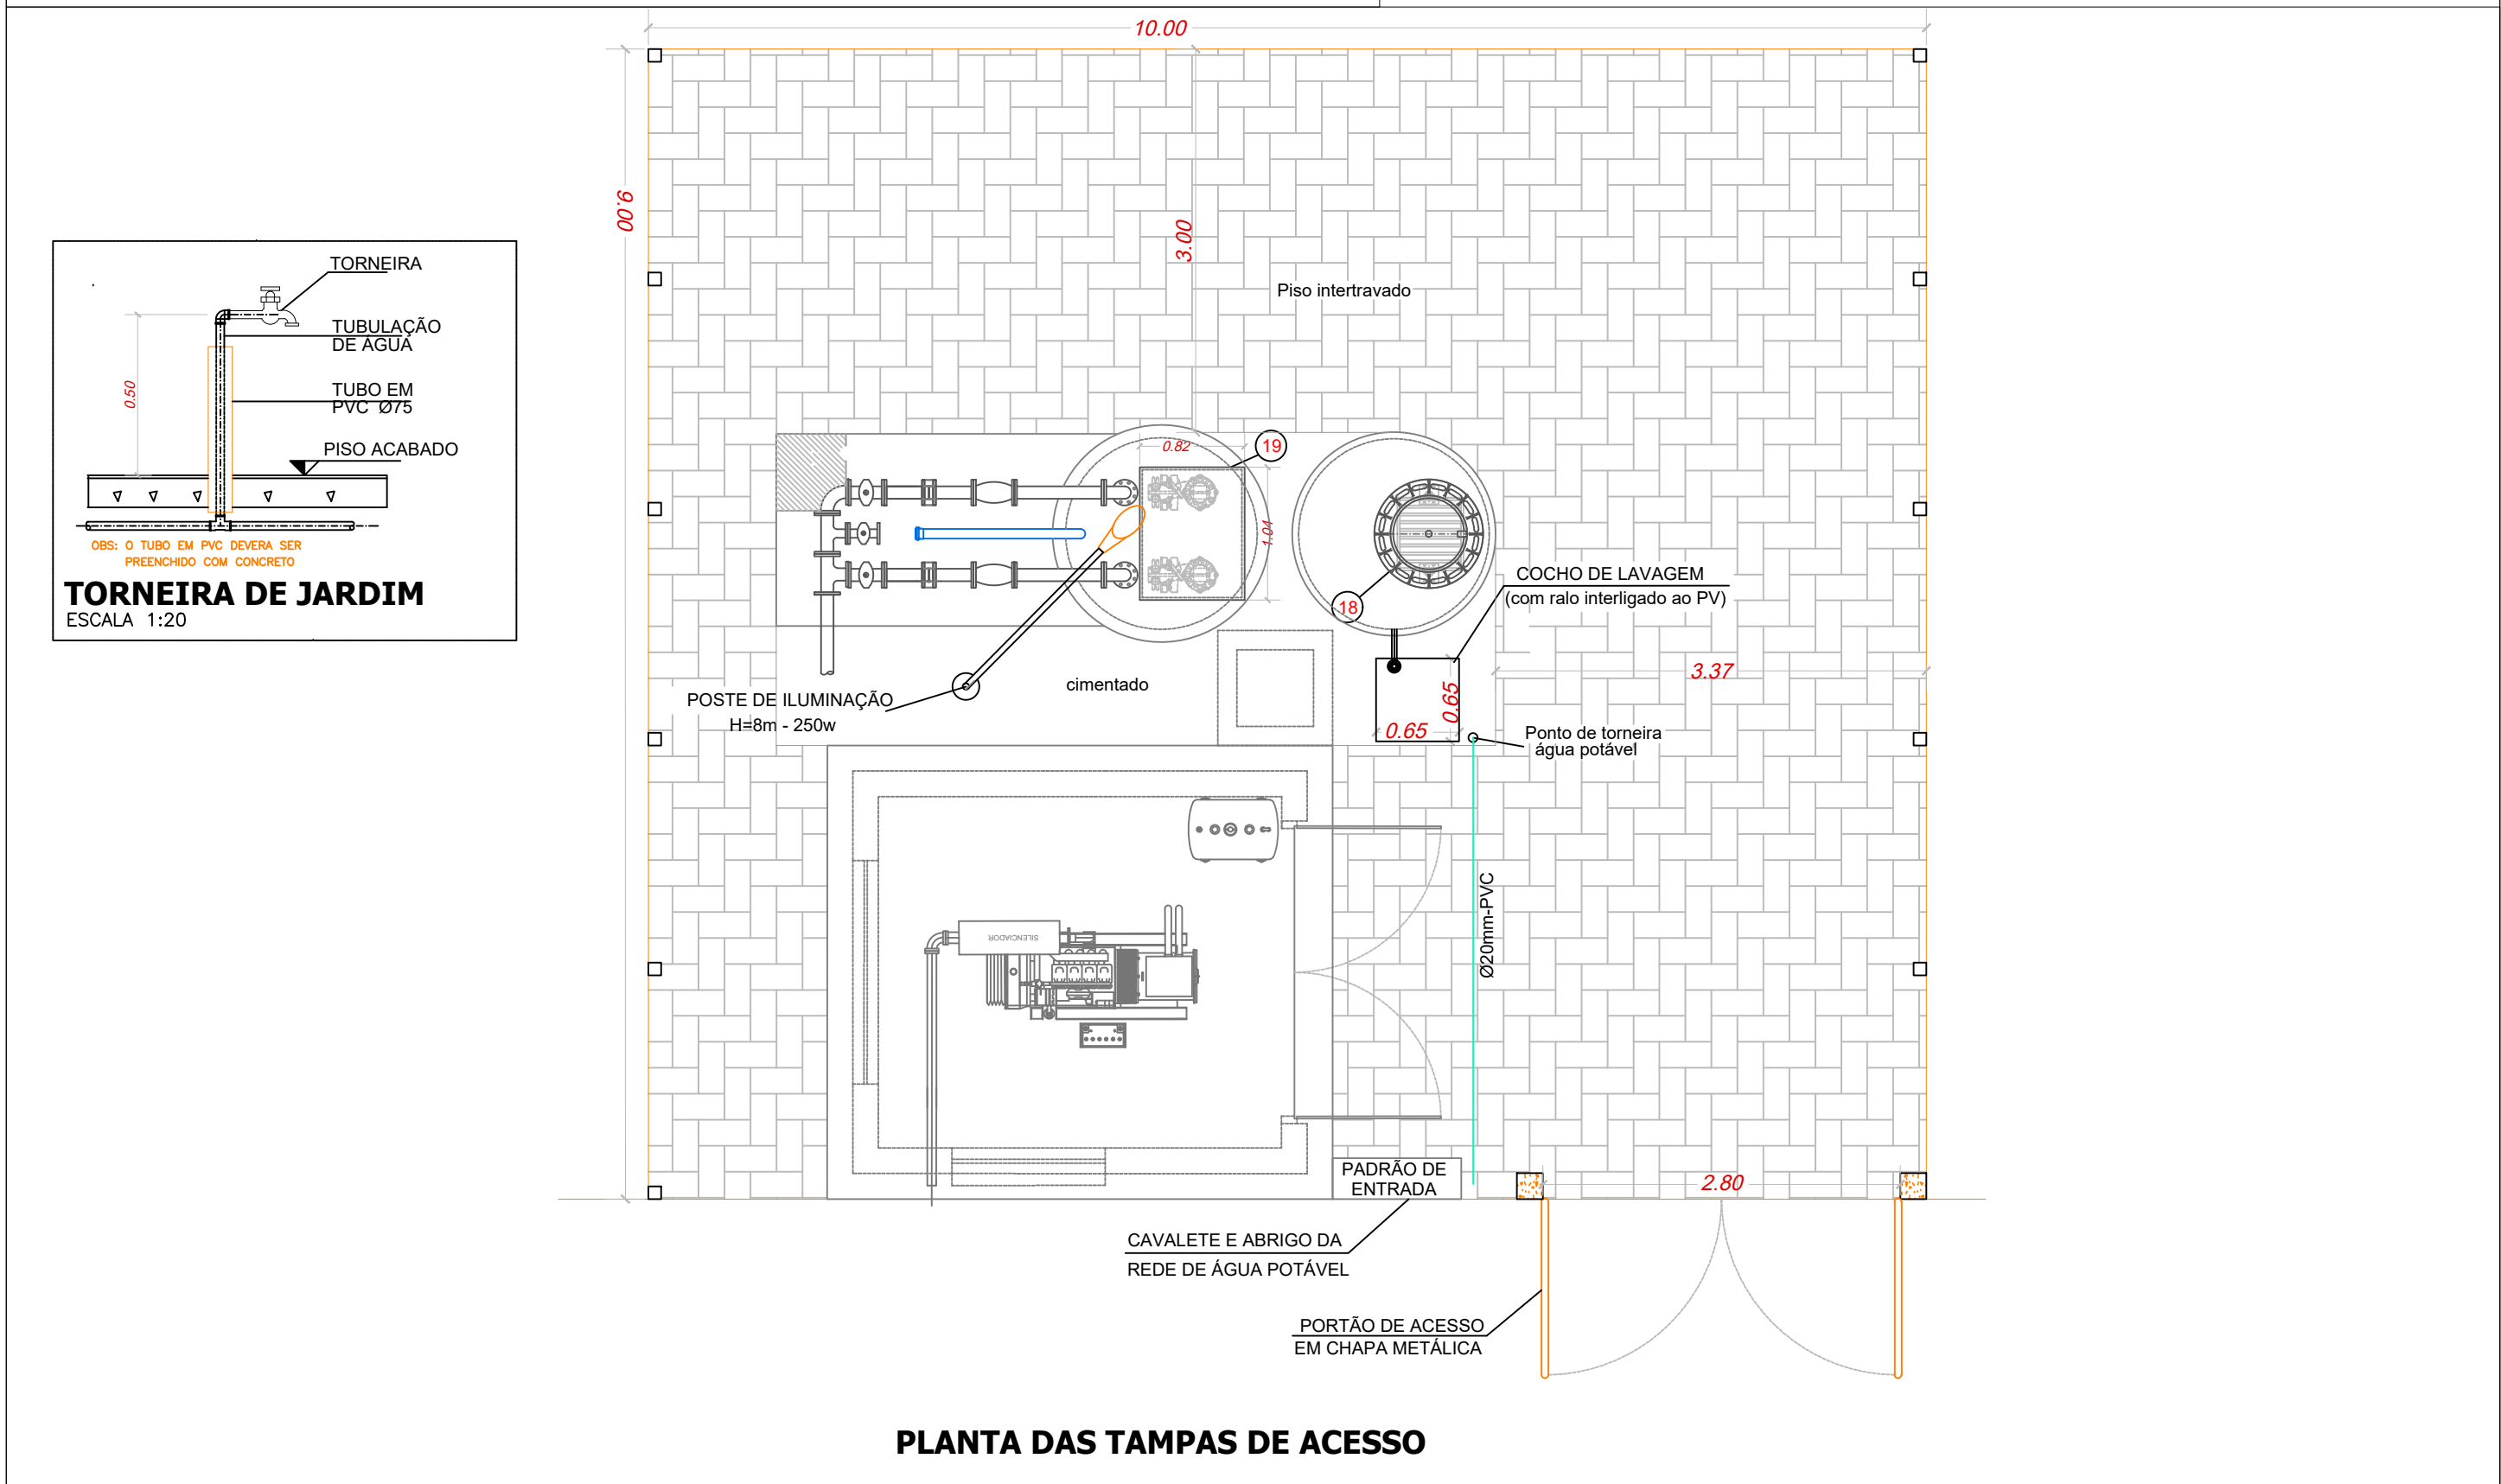 10.00
9.00
3.00
Piso intertravado
TORNEIRA
TUBULAÇÃO
DE ÁGUA
0.50
TUBO EM
PVC Ø75
PISO ACABADO
OBS: O TUBO EM PVC DEVERA SER
PREENCHIDO COM CONCRETO
TORNEIRA DE JARDIM
ESCALA 1:20
0.82
19
1.04
18
COCHO DE LAVAGEM
(com ralo interligado ao PV)
3.37
POSTE DE ILUMINAÇÃO
H=8m - 250w
cimentado
0.65
0.65
Ponto de torneira
água potável
Ø20mm-PVC
SILENCIADOR
PADRÃO DE
ENTRADA
2.80
CAVALETE E ABRIGO DA
REDE DE ÁGUA POTÁVEL
PORTÃO DE ACESSO
EM CHAPA METÁLICA
PLANTA DAS TAMPAS DE ACESSO